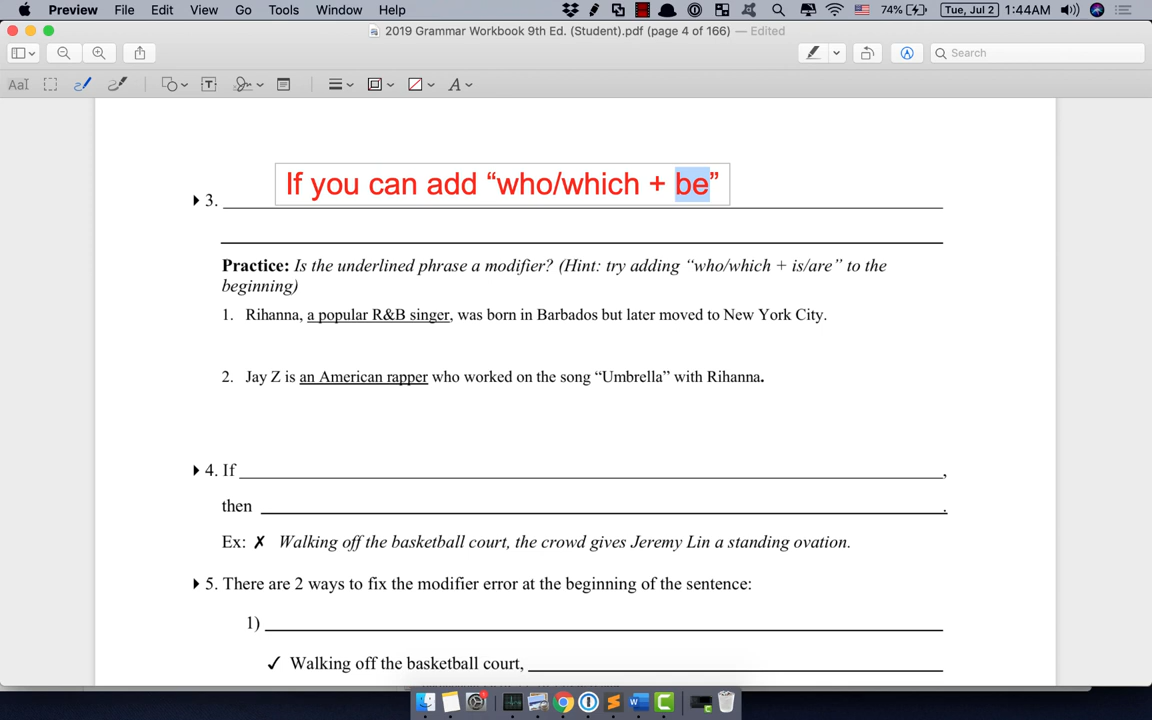 Preview File Edit View Go Tools Window Help 74% Tue, Jul 2 1:44AM
2019 Grammar Workbook 9th Ed. (Student).pdf (page 4 of 166) — Edited
Search
AaI T A
If you can add “who/which + be”
3.
Practice: Is the underlined phrase a modifier? (Hint: try adding “who/which + is/are” to the
beginning)
1. Rihanna, a popular R&B singer, was born in Barbados but later moved to New York City.
2. Jay Z is an American rapper who worked on the song “Umbrella” with Rihanna.
4. If ,
then .
Ex: ✗ Walking off the basketball court, the crowd gives Jeremy Lin a standing ovation.
5. There are 2 ways to fix the modifier error at the beginning of the sentence:
1)
✓ Walking off the basketball court,